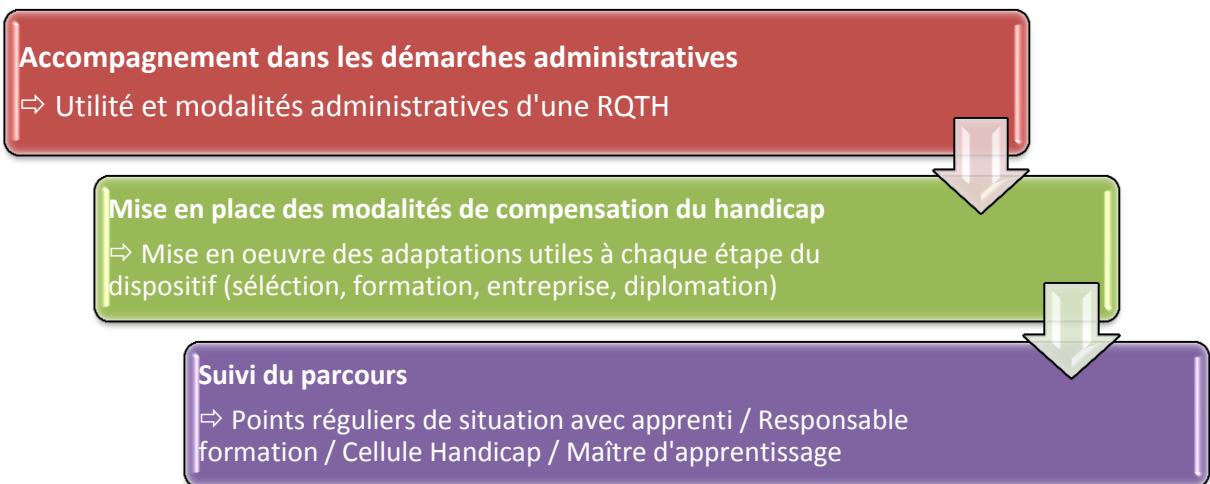 Accompagnement dans les démarches administratives
⇨ Utilité et modalités administratives d'une RQTH
Mise en place des modalités de compensation du handicap
⇨ Mise en oeuvre des adaptations utiles à chaque étape du
dispositif (séléction, formation, entreprise, diplomation)
Suivi du parcours
⇨ Points réguliers de situation avec apprenti / Responsable
formation / Cellule Handicap / Maître d'apprentissage